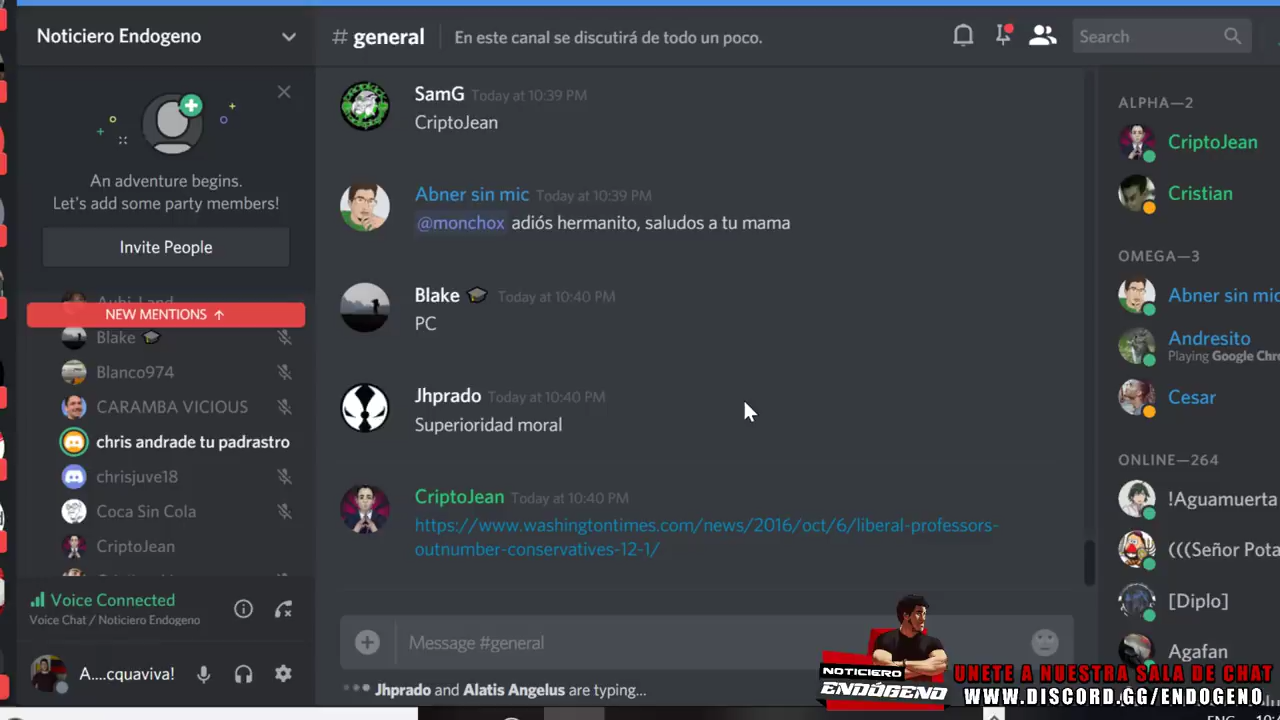 Noticiero Endogeno
# general
En este canal se discutirá de todo un poco.
Search
An adventure begins.
Let's add some party members!
Invite People
NEW MENTIONS ↑
Blake
Blanco974
CARAMBA VICIOUS
chris andrade tu padrastro
chrisjuve18
Coca Sin Cola
CriptoJean
Voice Connected
Voice Chat / Noticiero Endogeno
A....cquaviva!
SamG Today at 10:39 PM
CriptoJean
Abner sin mic Today at 10:39 PM
@monchox adiós hermanito, saludos a tu mama
Blake Today at 10:40 PM
PC
Jhprado Today at 10:40 PM
Superioridad moral
CriptoJean Today at 10:40 PM
https://www.washingtontimes.com/news/2016/oct/6/liberal-professors-
outnumber-conservatives-12-1/
Message #general
Jhprado and Alatis Angelus are typing...
ALPHA—2
CriptoJean
Cristian
OMEGA—3
Abner sin mic
Andresito
Playing Google Chr
Cesar
ONLINE—264
!Aguamuerta
(((Señor Pota
[Diplo]
Agafan
NOTICIERO
ENDÓGENO
UNETE A NUESTRA SALA DE CHAT
WWW.DISCORD.GG/ENDOGENO